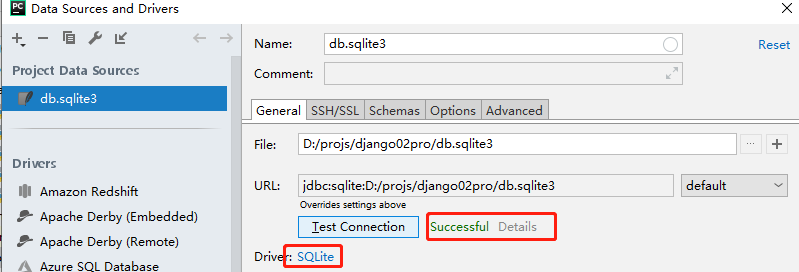 PC Data Sources and Drivers
Name: db.sqlite3 Reset
Comment:
Project Data Sources
db.sqlite3
General SSH/SSL Schemas Options Advanced
File: D:/projs/django02pro/db.sqlite3 ...
URL: jdbc:sqlite:D:/projs/django02pro/db.sqlite3 default
Overrides settings above
Drivers
Amazon Redshift
Apache Derby (Embedded)
Apache Derby (Remote)
Azure SQL Database
Test Connection Successful Details
Driver: SQLite